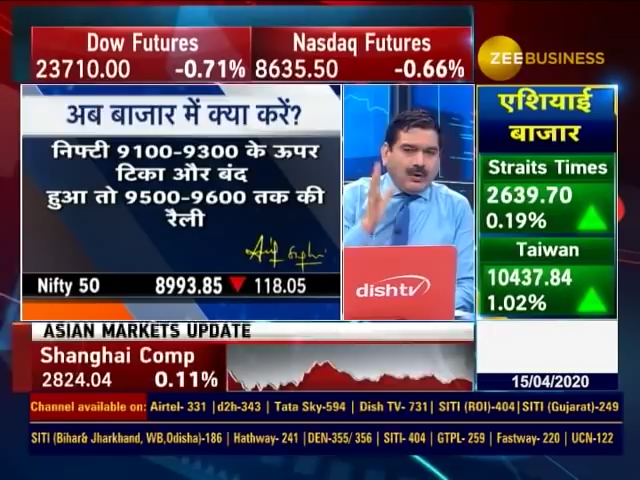 Dow Futures
23710.00 -0.71%
Nasdaq Futures
8635.50 -0.66%
ZEE BUSINESS
अब बाजार में क्या करें?
निफ्टी 9100-9300 के ऊपर
टिका और बंद
हुआ तो 9500-9600 तक की
रैली
Nifty 50 8993.85 118.05
dishtv
एशियाई
बाजार
Straits Times
2639.70
0.19%
Taiwan
10437.84
1.02%
ASIAN MARKETS UPDATE
Shanghai Comp
2824.04 0.11%
15/04/2020
Channel available on: Airtel- 331 | d2h-343 | Tata Sky-594 | Dish TV- 731 | SITI (ROI)-404 | SITI (Gujarat)-249
SITI (Bihar& Jharkhand, WB,Odisha)-186 | Hathway- 241 | DEN-355/ 356 | SITI- 404 | GTPL- 259 | Fastway- 220 | UCN-122